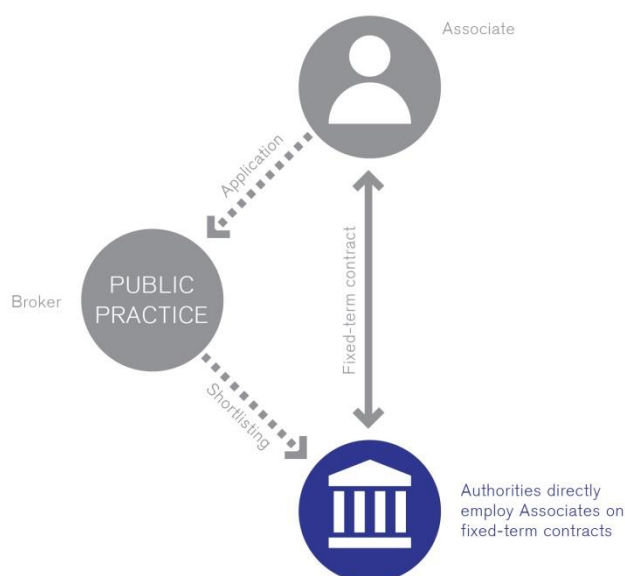 Associate
Application
Broker
PUBLIC
PRACTICE
Fixed-term contract
Shortlisting
Authorities directly
employ Associates on
fixed-term contracts